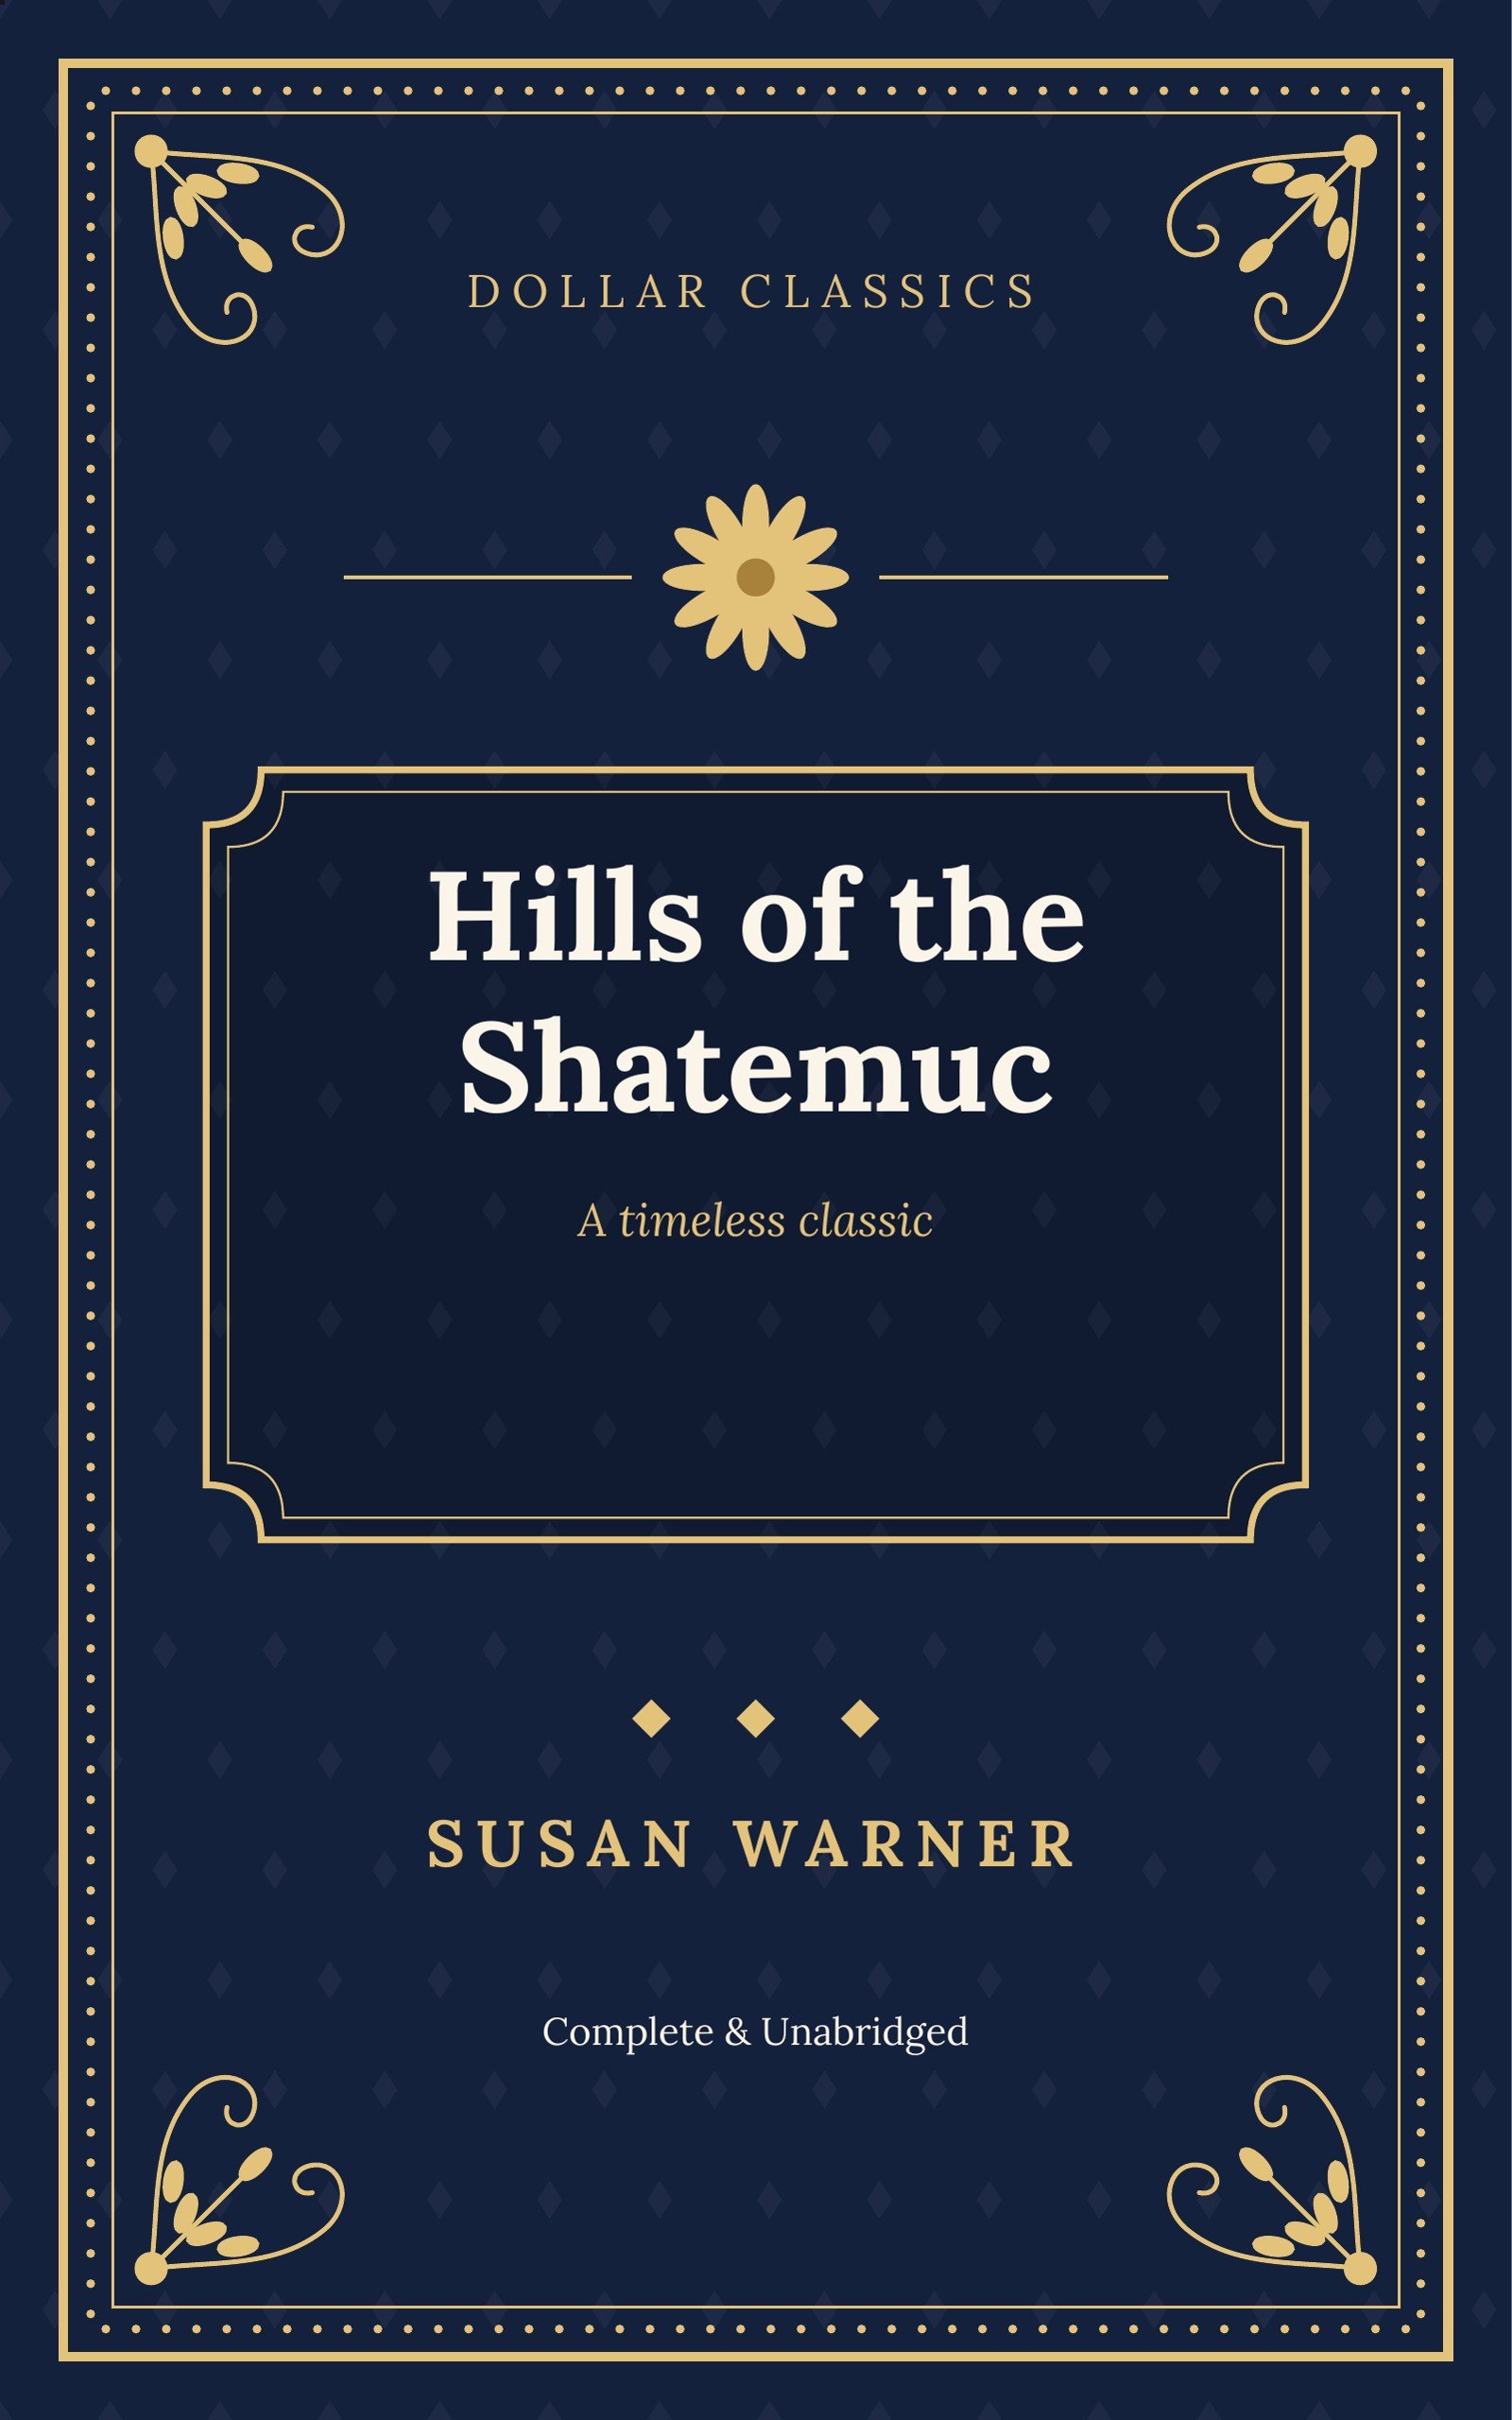 DOLLAR CLASSICS
Hills of the
Shatemuc
A timeless classic
SUSAN WARNER
Complete & Unabridged